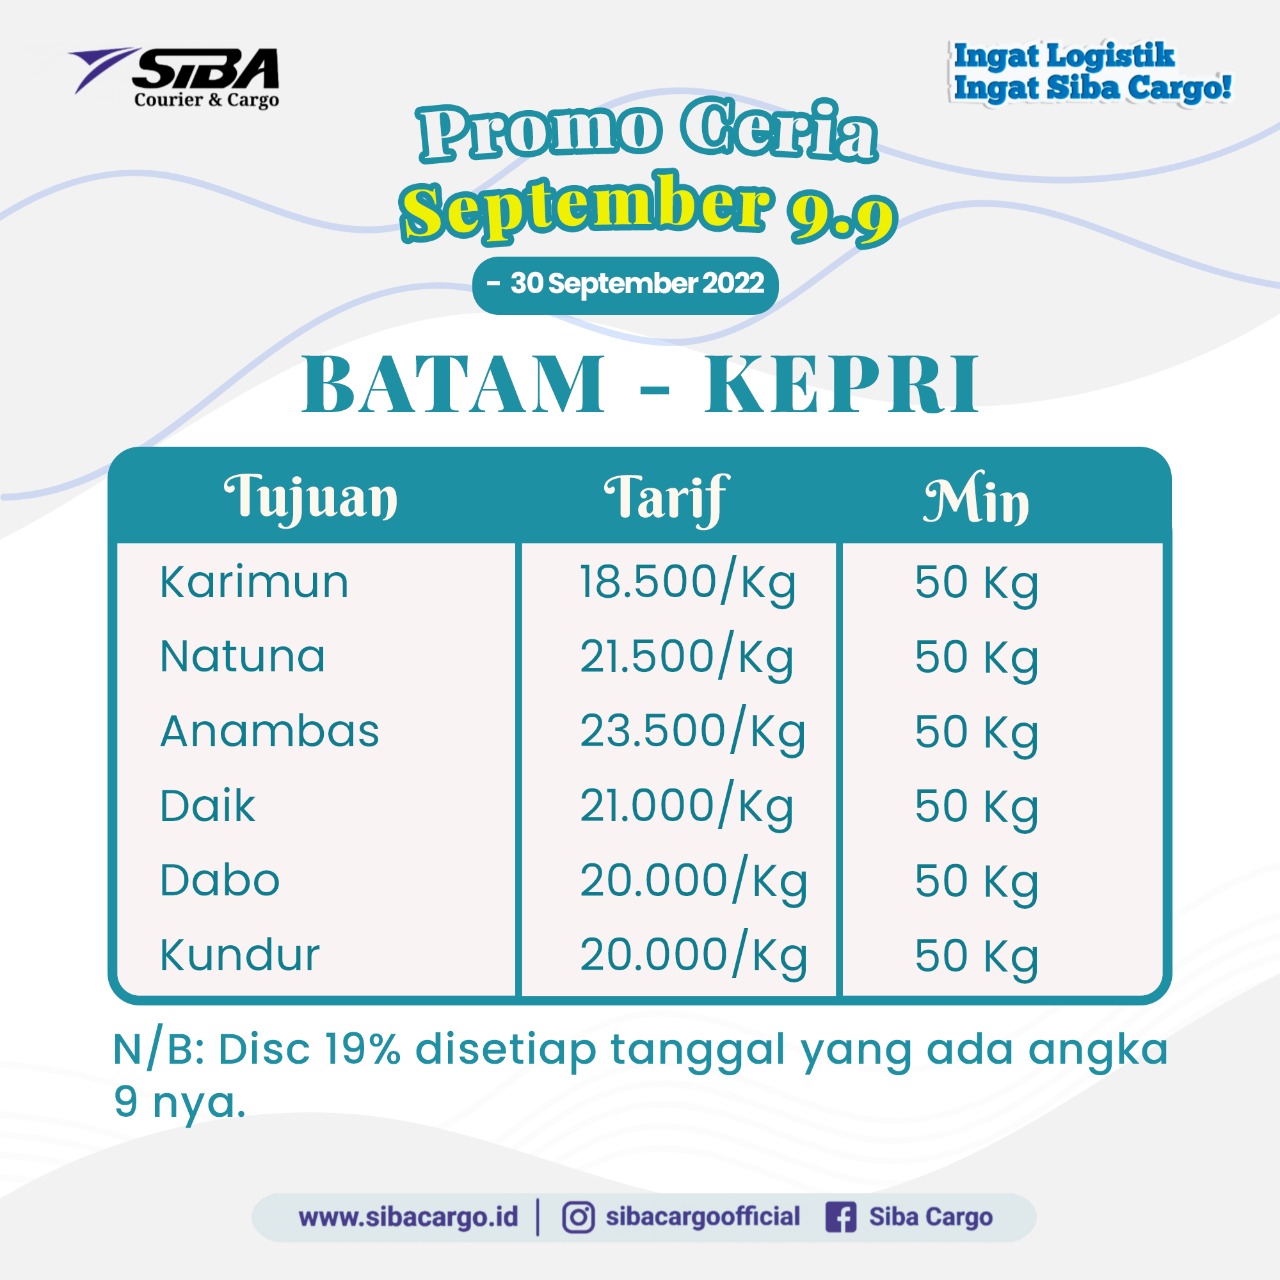 SIBA
Courier & Cargo
Ingat Logistik
Ingat Siba Cargo!
Promo Ceria
September 9.9
- 30 September 2022
BATAM - KEPRI
Tujuan Tarif Min
Karimun 18.500/Kg 50 Kg
Natuna 21.500/Kg 50 Kg
Anambas 23.500/Kg 50 Kg
Daik 21.000/Kg 50 Kg
Dabo 20.000/Kg 50 Kg
Kundur 20.000/Kg 50 Kg
N/B: Disc 19% disetiap tanggal yang ada angka
9 nya.
www.sibacargo.id | sibacargoofficial Siba Cargo